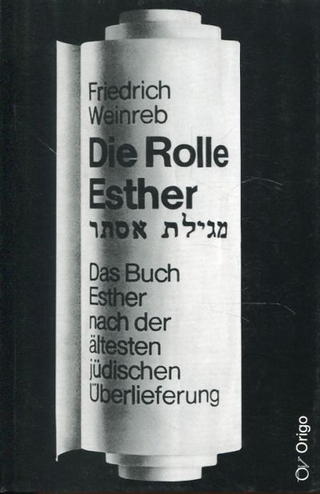 Friedrich
Weinreb
Die Rolle
Esther
מגילת אסתר
Das Buch
Esther
nach der
ältesten
jüdischen
Überlieferung
Origo